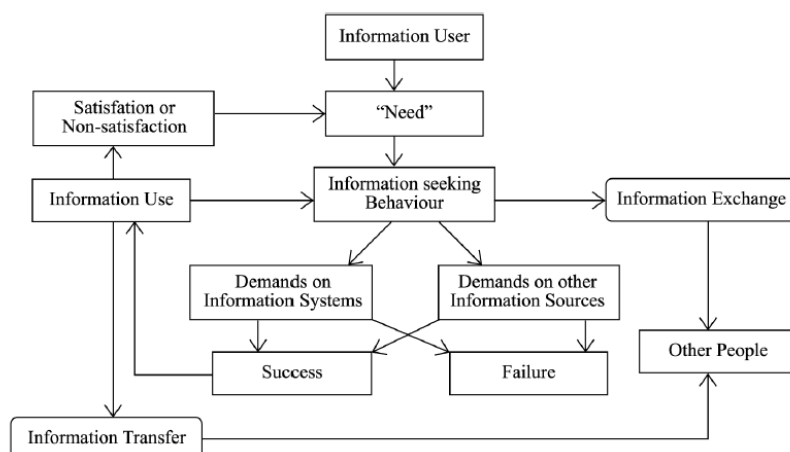 Information User
Satisfation or
Non-satisfaction
“Need”
Information Use
Information seeking
Behaviour
Information Exchange
Demands on
Information Systems
Demands on other
Information Sources
Other People
Success
Failure
Information Transfer